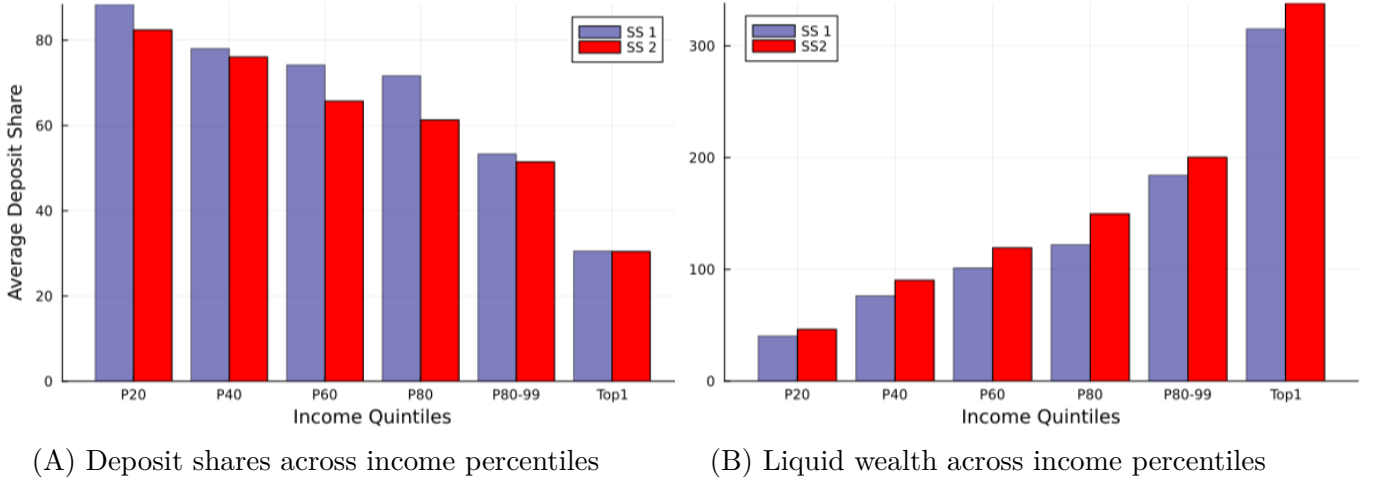 Average Deposit Share
80
60
40
20
0
SS 1
SS 2
P20 P40 P60 P80 P80-99 Top1
Income Quintiles
(A) Deposit shares across income percentiles
300
200
100
0
SS 1
SS2
P20 P40 P60 P80 P80-99 Top1
Income Quintiles
(B) Liquid wealth across income percentiles